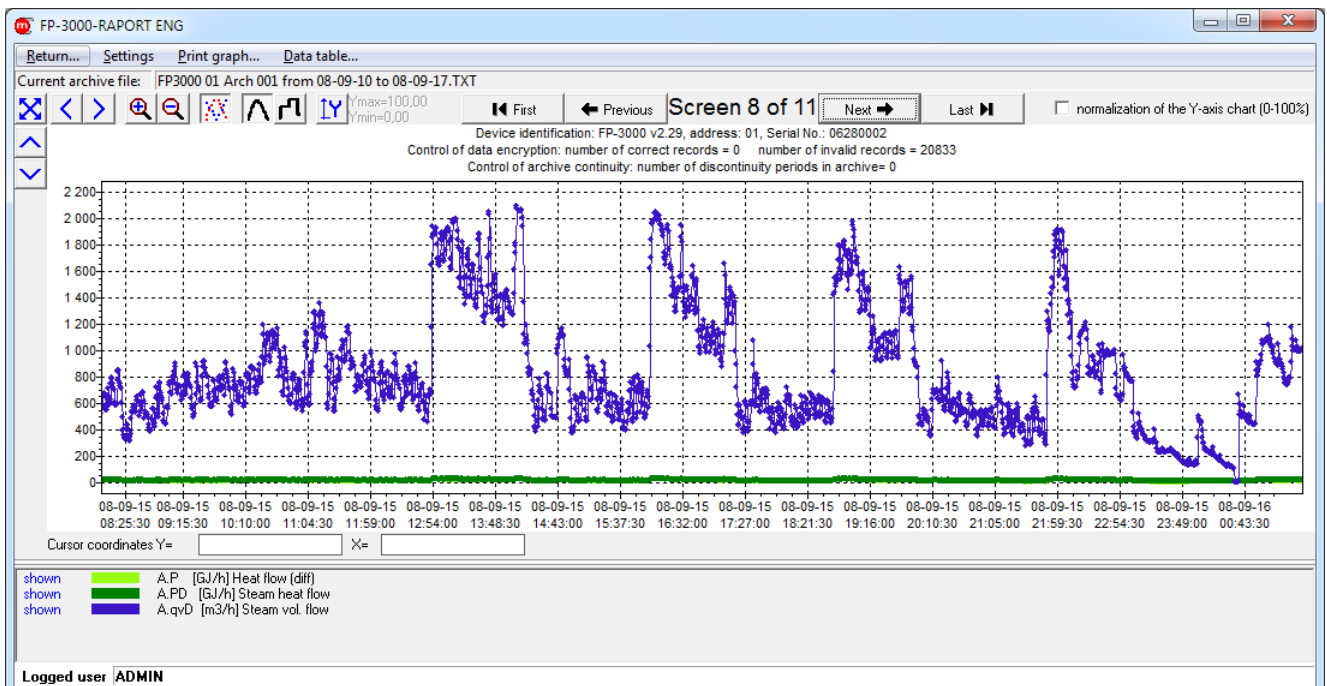 FP-3000-RAPORT ENG
Return... Settings Print graph... Data table...
Current archive file: FP3000 01 Arch 001 from 08-09-10 to 08-09-17.TXT
Y Ymax=100,00 First Previous Screen 8 of 11 Next Last normalization of the Y-axis chart (0-100%)
Ymin=0,00
Device identification: FP-3000 v2.29, address: 01, Serial No.: 06280002
Control of data encryption: number of correct records = 0 number of invalid records = 20833
Control of archive continuity: number of discontinuity periods in archive= 0
2 200
2 000
1 800
1 600
1 400
1 200
1 000
800
600
400
200
0
08-09-15 08-09-15 08-09-15 08-09-15 08-09-15 08-09-15 08-09-15 08-09-15 08-09-15 08-09-15 08-09-15 08-09-15 08-09-15 08-09-15 08-09-15 08-09-15 08-09-15 08-09-15 08-09-16
08:25:30 09:15:30 10:10:00 11:04:30 11:59:00 12:54:00 13:48:30 14:43:00 15:37:30 16:32:00 17:27:00 18:21:30 19:16:00 20:10:30 21:05:00 21:59:30 22:54:30 23:49:00 00:43:30
Cursor coordinates Y= X=
shown A.P [GJ/h] Heat flow (diff)
shown A.PD [GJ/h] Steam heat flow
shown A.qvD [m3/h] Steam vol. flow
Logged user ADMIN